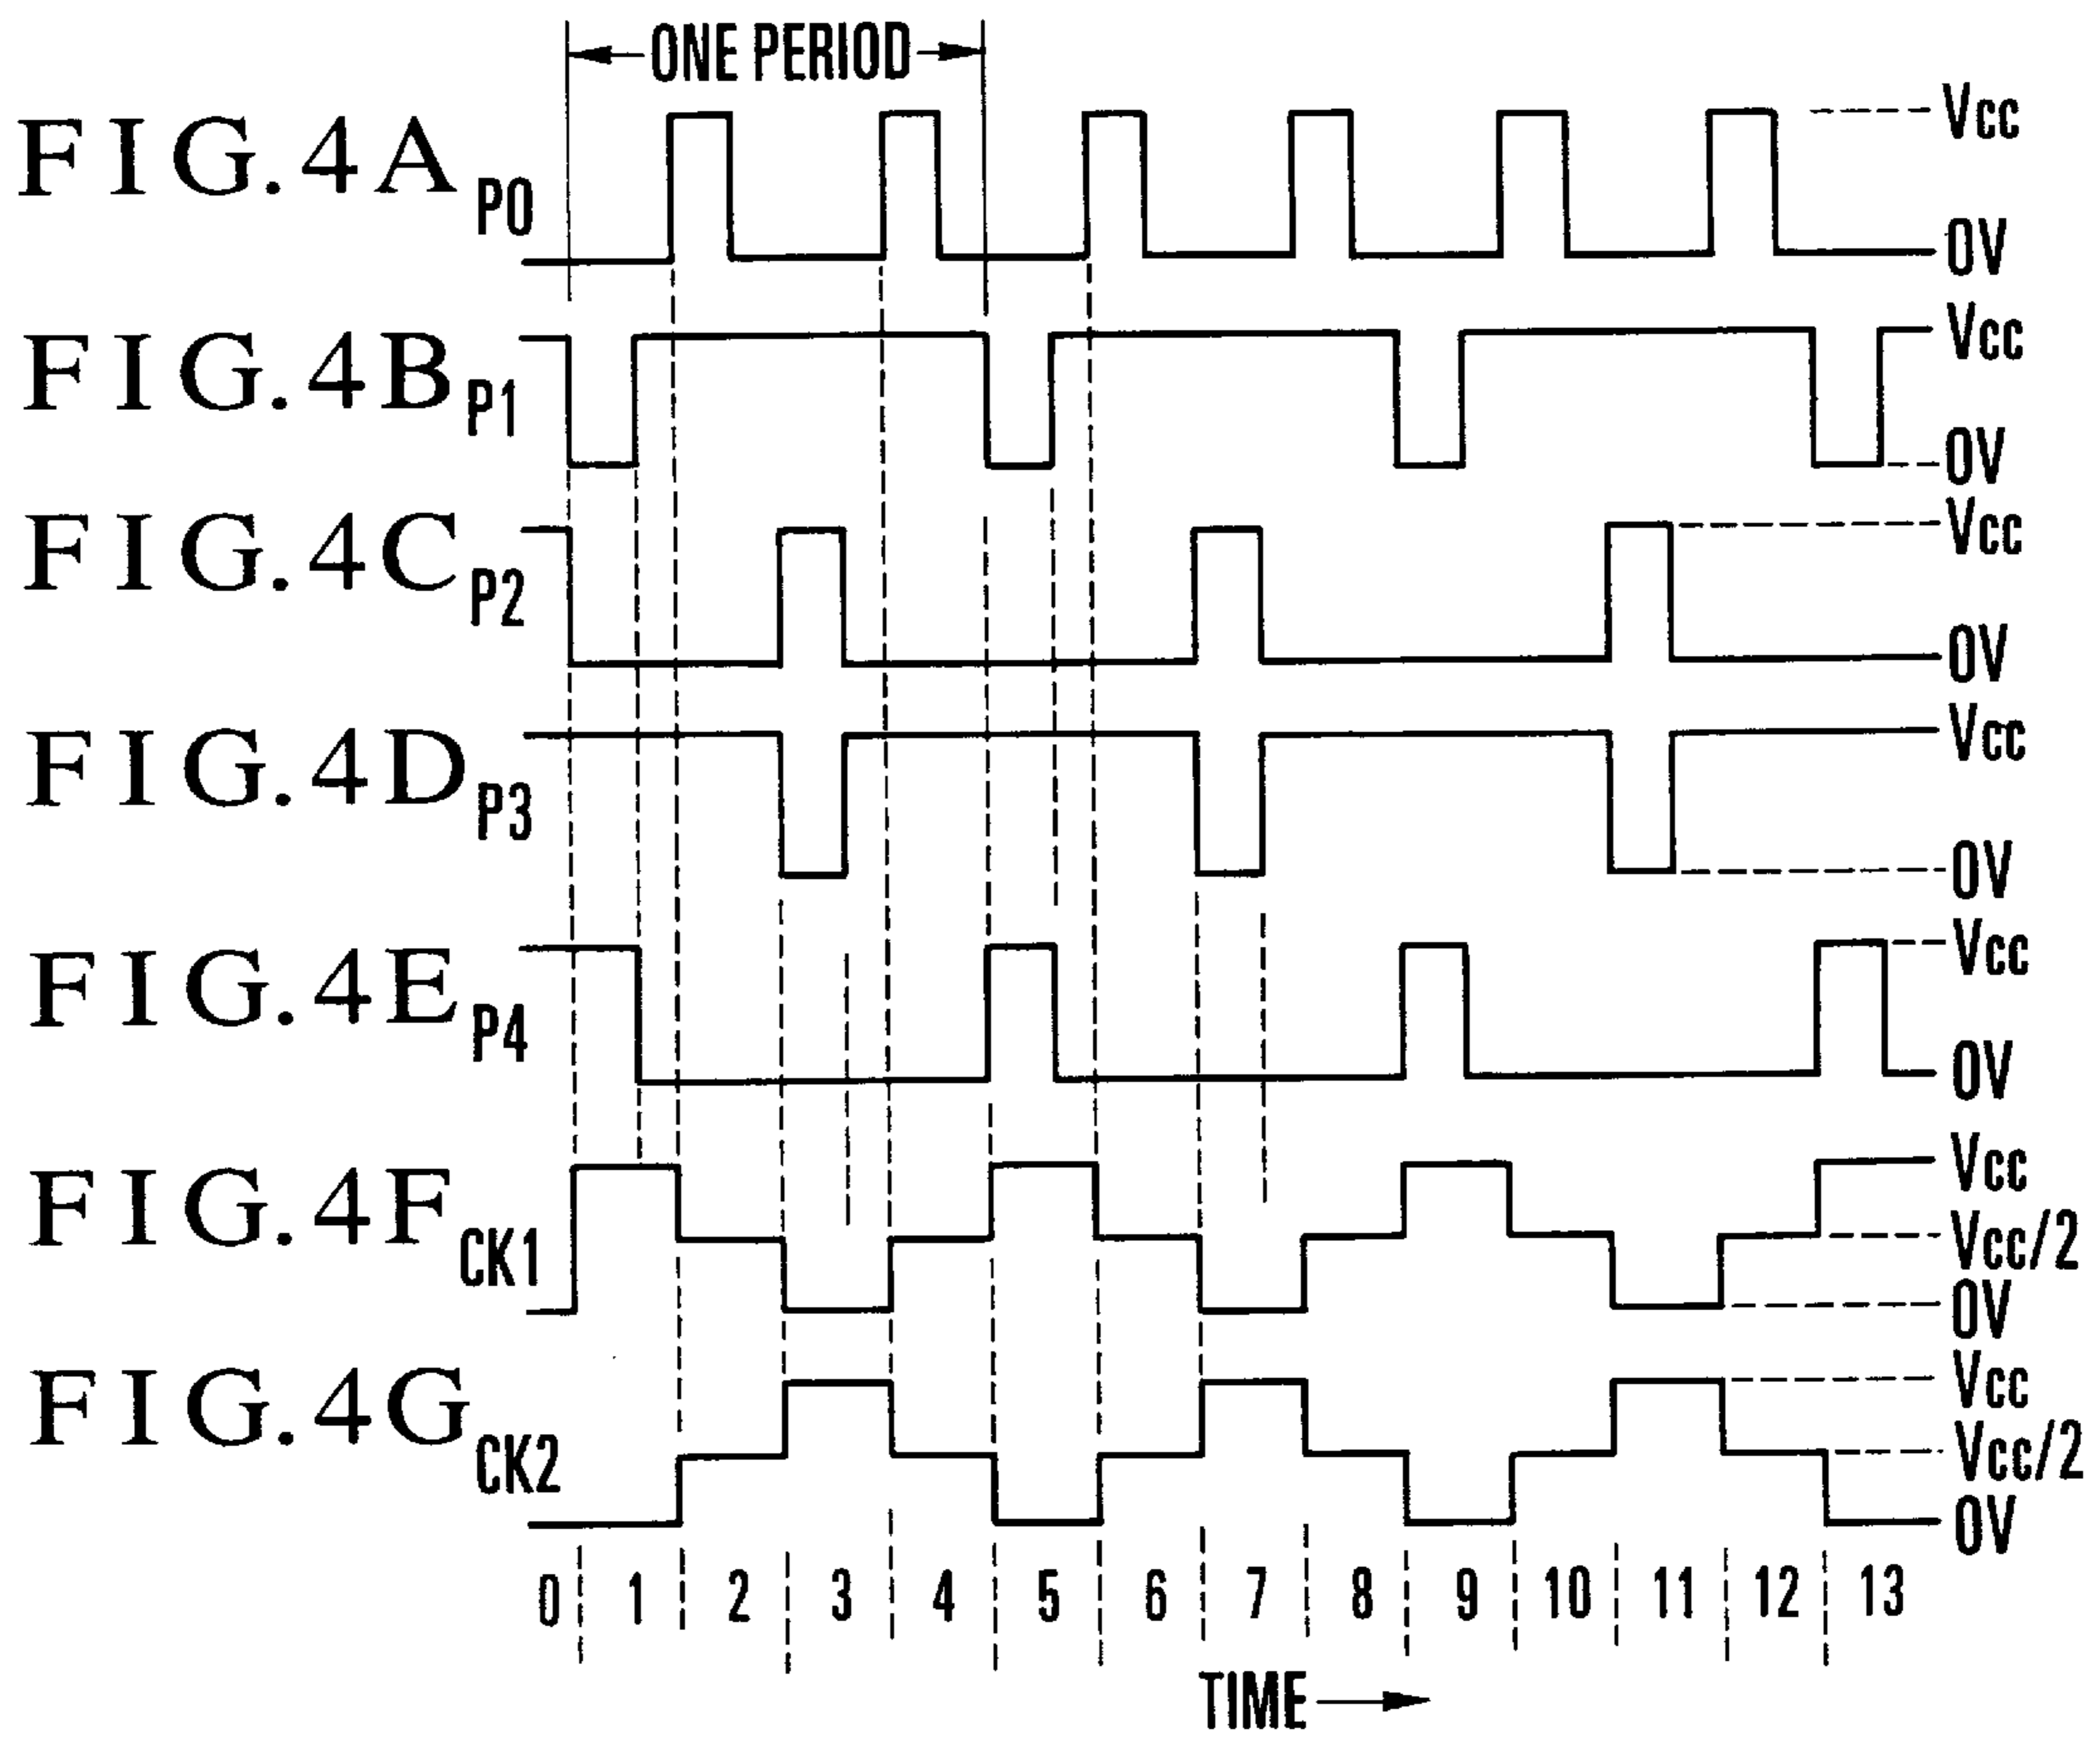 ONE PERIOD
FIG.4A P0 Vcc
0V
FIG.4B P1 Vcc
0V
FIG.4C P2 Vcc
0V
FIG.4D P3 Vcc
0V
FIG.4E P4 Vcc
0V
FIG.4F CK1 Vcc
Vcc/2
0V
FIG.4G CK2 Vcc
Vcc/2
0V
0 1 2 3 4 5 6 7 8 9 10 11 12 13
TIME